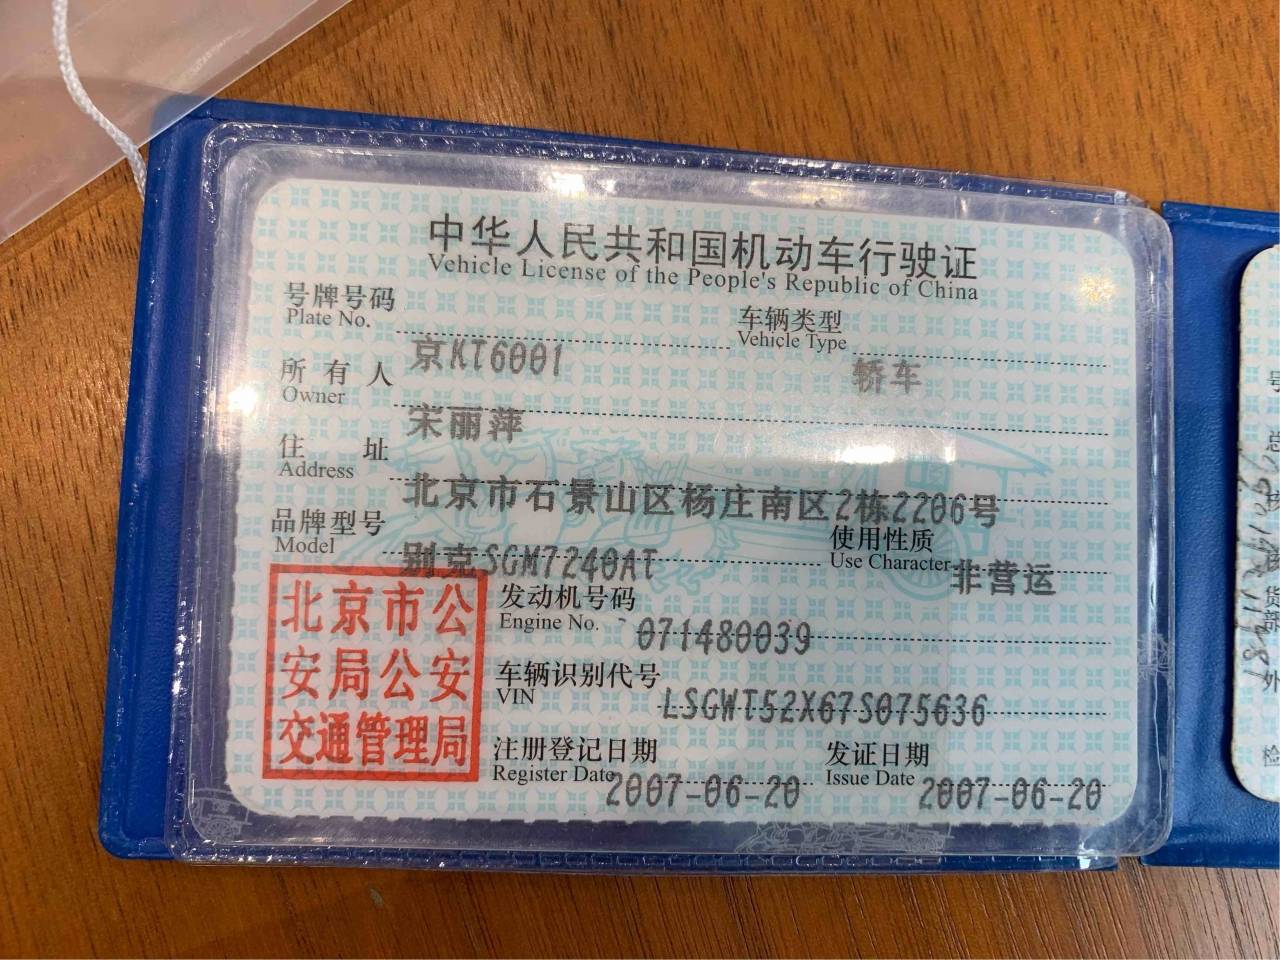 中华人民共和国机动车行驶证
Vehicle License of the People's Republic of China
号牌号码
Plate No.
京KT6001
车辆类型
Vehicle Type
轿车
所有人
Owner
宋丽萍
住址
Address
北京市石景山区杨庄南区2栋2206号
品牌型号
Model
别克SGM7240AT
使用性质
Use Character
非营运
北京市公
安局公安
交通管理局
发动机号码
Engine No.
071480039
车辆识别代号
VIN
LSGWT52X67S075636
注册登记日期
Register Date
2007-06-20
发证日期
Issue Date
2007-06-20
号
总
货
外
检